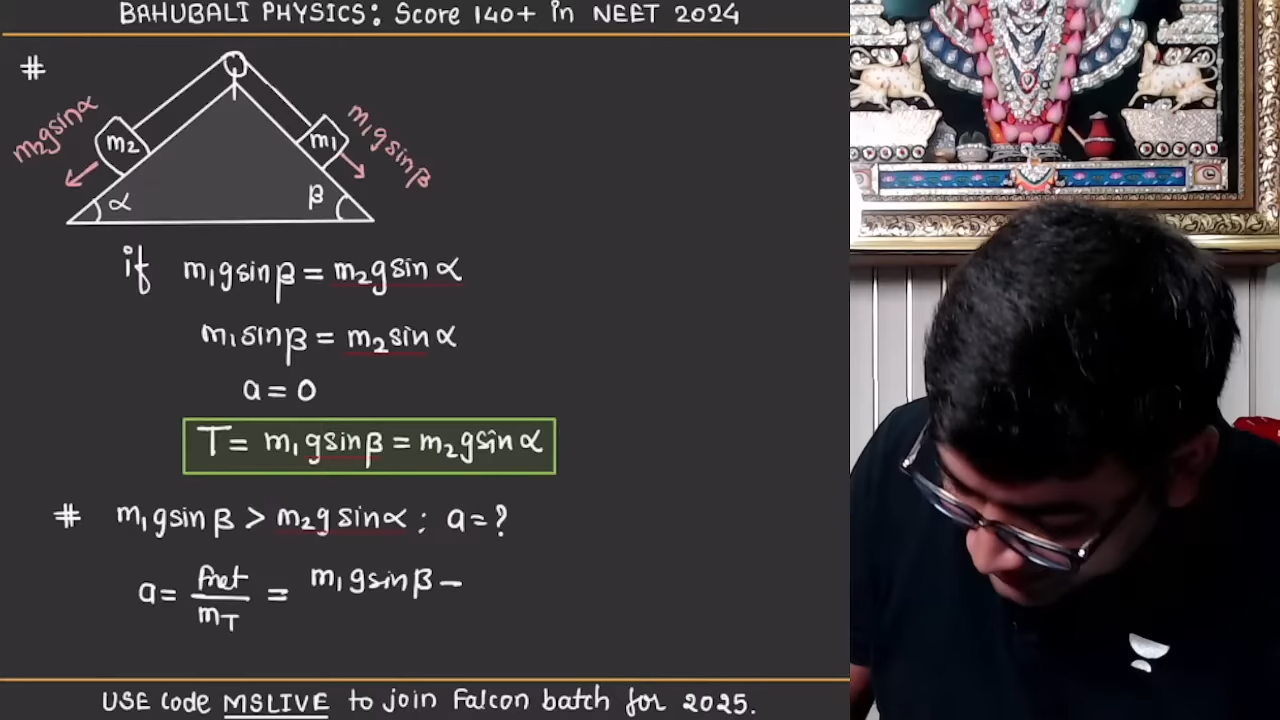 BAHUBALI PHYSICS: Score 140+ in NEET 2024
#
m₂gsinα
m₂
m₁
m₁gsinβ
α
β
if m₁gsinβ = m₂gsinα
m₁sinβ = m₂sinα
a = 0
T = m₁gsinβ = m₂gsinα
# m₁gsinβ > m₂gsinα : a = ?
a = fnet/mT = m₁gsinβ –
USE Code MSLIVE to join Falcon batch for 2025.